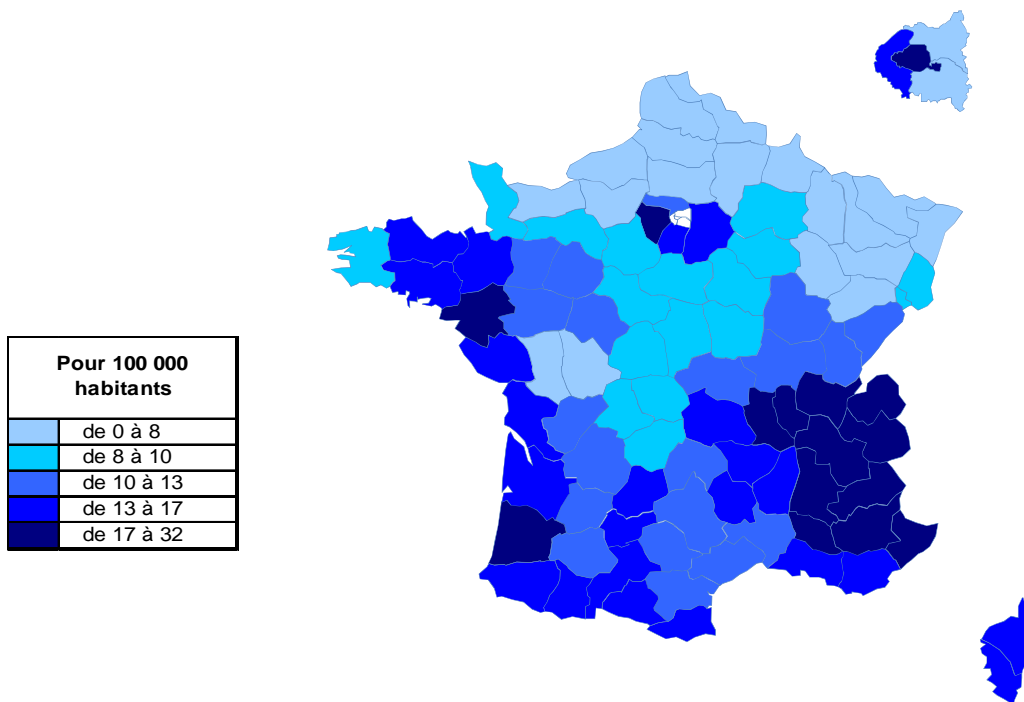 Pour 100 000
habitants
de 0 à 8
de 8 à 10
de 10 à 13
de 13 à 17
de 17 à 32